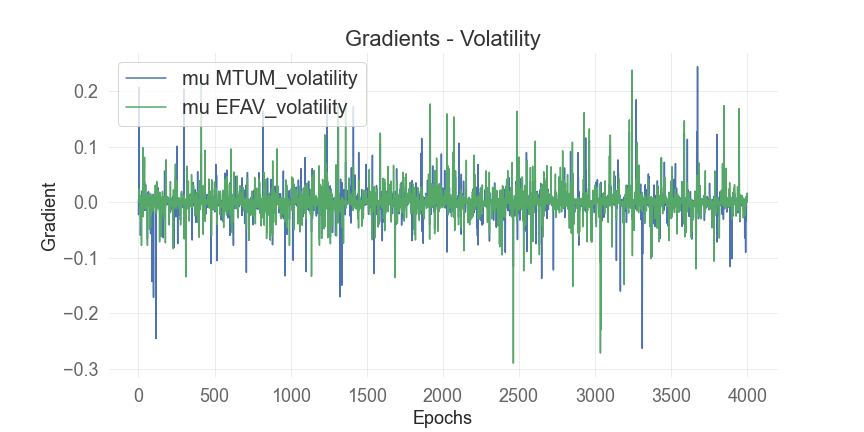 Gradients - Volatility
mu MTUM_volatility
mu EFAV_volatility
Gradient
0.2
0.1
0.0
−0.1
−0.2
−0.3
0 500 1000 1500 2000 2500 3000 3500 4000
Epochs